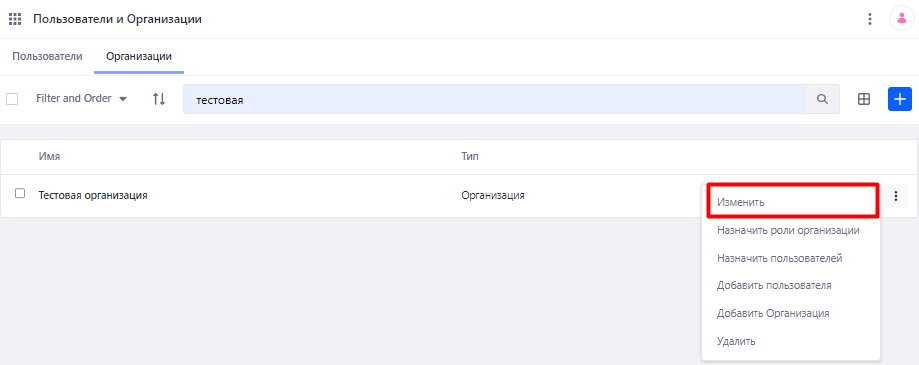 Пользователи и Организации
Пользователи Организации
Filter and Order тестовая
Имя Тип
Тестовая организация Организация
Изменить
Назначить роли организации
Назначить пользователей
Добавить пользователя
Добавить Организация
Удалить